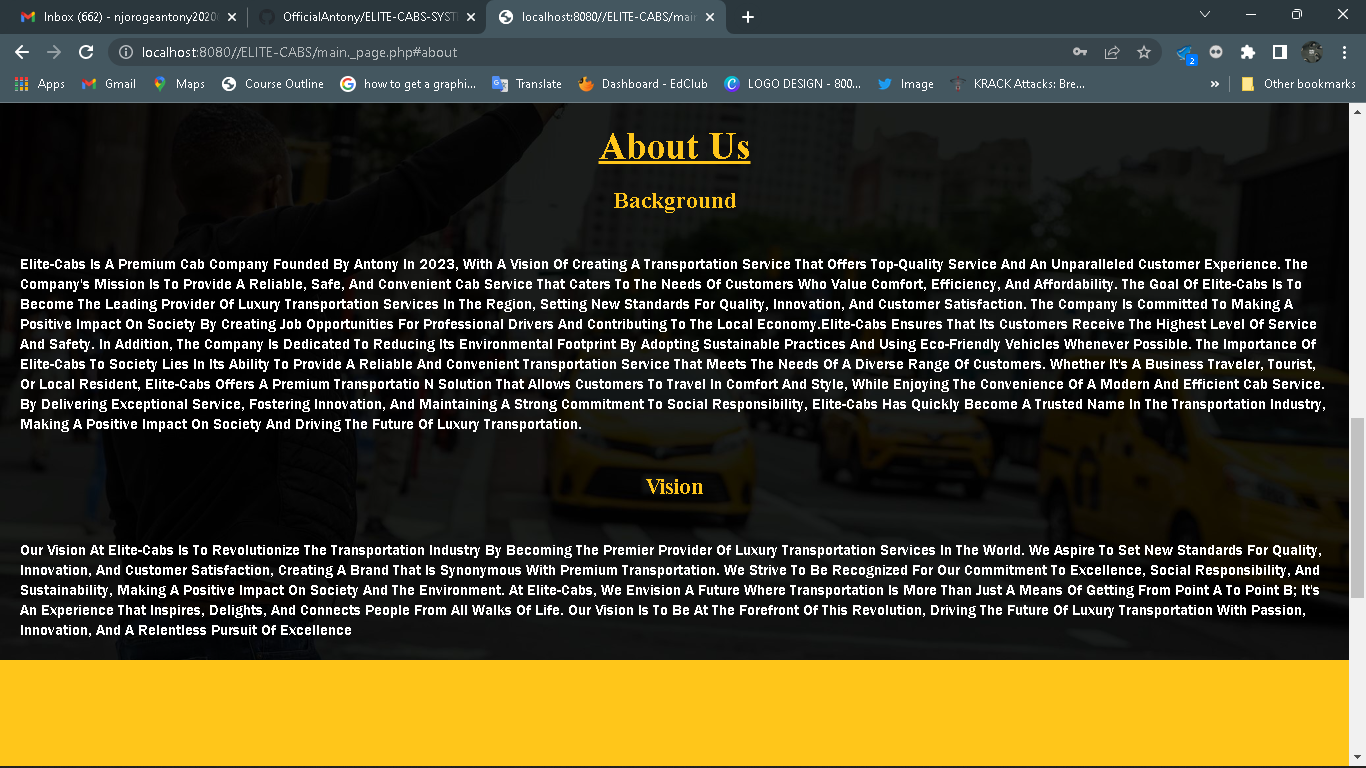 Inbox (662) - njorogeantony2020
OfficialAntony/ELITE-CABS-SYST
localhost:8080//ELITE-CABS/main
localhost:8080//ELITE-CABS/main._page.php#about
2
Apps
Gmail
Maps
Course Outline
how to get a graphi...
Translate
Dashboard - EdClub
LOGO DESIGN - 800...
Image
KRACK Attacks: Bre...
»
Other bookmarks
About Us
Background
Elite-Cabs Is A Premium Cab Company Founded By Antony In 2023, With A Vision Of Creating A Transportation Service That Offers Top-Quality Service And An Unparalleled Customer Experience. The
Company's Mission Is To Provide A Reliable, Safe, And Convenient Cab Service That Caters To The Needs Of Customers Who Value Comfort, Efficiency, And Affordability. The Goal Of Elite-Cabs Is To
Become The Leading Provider Of Luxury Transportation Services In The Region, Setting New Standards For Quality, Innovation, And Customer Satisfaction. The Company Is Committed To Making A
Positive Impact On Society By Creating Job Opportunities For Professional Drivers And Contributing To The Local Economy.Elite-Cabs Ensures That Its Customers Receive The Highest Level Of Service
And Safety. In Addition, The Company Is Dedicated To Reducing Its Environmental Footprint By Adopting Sustainable Practices And Using Eco-Friendly Vehicles Whenever Possible. The Importance Of
Elite-Cabs To Society Lies In Its Ability To Provide A Reliable And Convenient Transportation Service That Meets The Needs Of A Diverse Range Of Customers. Whether It's A Business Traveler, Tourist,
Or Local Resident, Elite-Cabs Offers A Premium Transportatio N Solution That Allows Customers To Travel In Comfort And Style, While Enjoying The Convenience Of A Modern And Efficient Cab Service.
By Delivering Exceptional Service, Fostering Innovation, And Maintaining A Strong Commitment To Social Responsibility, Elite-Cabs Has Quickly Become A Trusted Name In The Transportation Industry,
Making A Positive Impact On Society And Driving The Future Of Luxury Transportation.
Vision
Our Vision At Elite-Cabs Is To Revolutionize The Transportation Industry By Becoming The Premier Provider Of Luxury Transportation Services In The World. We Aspire To Set New Standards For Quality,
Innovation, And Customer Satisfaction, Creating A Brand That Is Synonymous With Premium Transportation. We Strive To Be Recognized For Our Commitment To Excellence, Social Responsibility, And
Sustainability, Making A Positive Impact On Society And The Environment. At Elite-Cabs, We Envision A Future Where Transportation Is More Than Just A Means Of Getting From Point A To Point B; It's
An Experience That Inspires, Delights, And Connects People From All Walks Of Life. Our Vision Is To Be At The Forefront Of This Revolution, Driving The Future Of Luxury Transportation With Passion,
Innovation, And A Relentless Pursuit Of Excellence